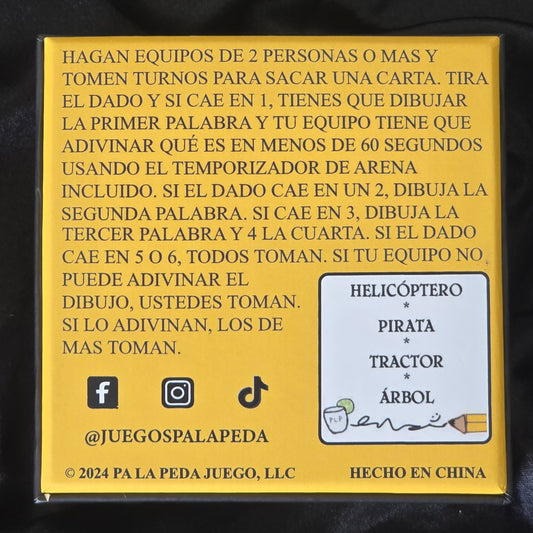 HAGAN EQUIPOS DE 2 PERSONAS O MAS Y
TOMEN TURNOS PARA SACAR UNA CARTA. TIRA
EL DADO Y SI CAE EN 1, TIENES QUE DIBUJAR
LA PRIMER PALABRA Y TU EQUIPO TIENE QUE
ADIVINAR QUÉ ES EN MENOS DE 60 SEGUNDOS
USANDO EL TEMPORIZADOR DE ARENA
INCLUIDO. SI EL DADO CAE EN UN 2, DIBUJA LA
SEGUNDA PALABRA. SI CAE EN 3, DIBUJA LA
TERCER PALABRA Y 4 LA CUARTA. SI EL DADO
CAE EN 5 O 6, TODOS TOMAN. SI TU EQUIPO NO
PUEDE ADIVINAR EL
DIBUJO, USTEDES TOMAN.
SI LO ADIVINAN, LOS DE
MAS TOMAN.
HELICÓPTERO
*
PIRATA
*
TRACTOR
*
ÁRBOL
PLP
@JUEGOSPALAPEDA
© 2024 PA LA PEDA JUEGO, LLC
HECHO EN CHINA